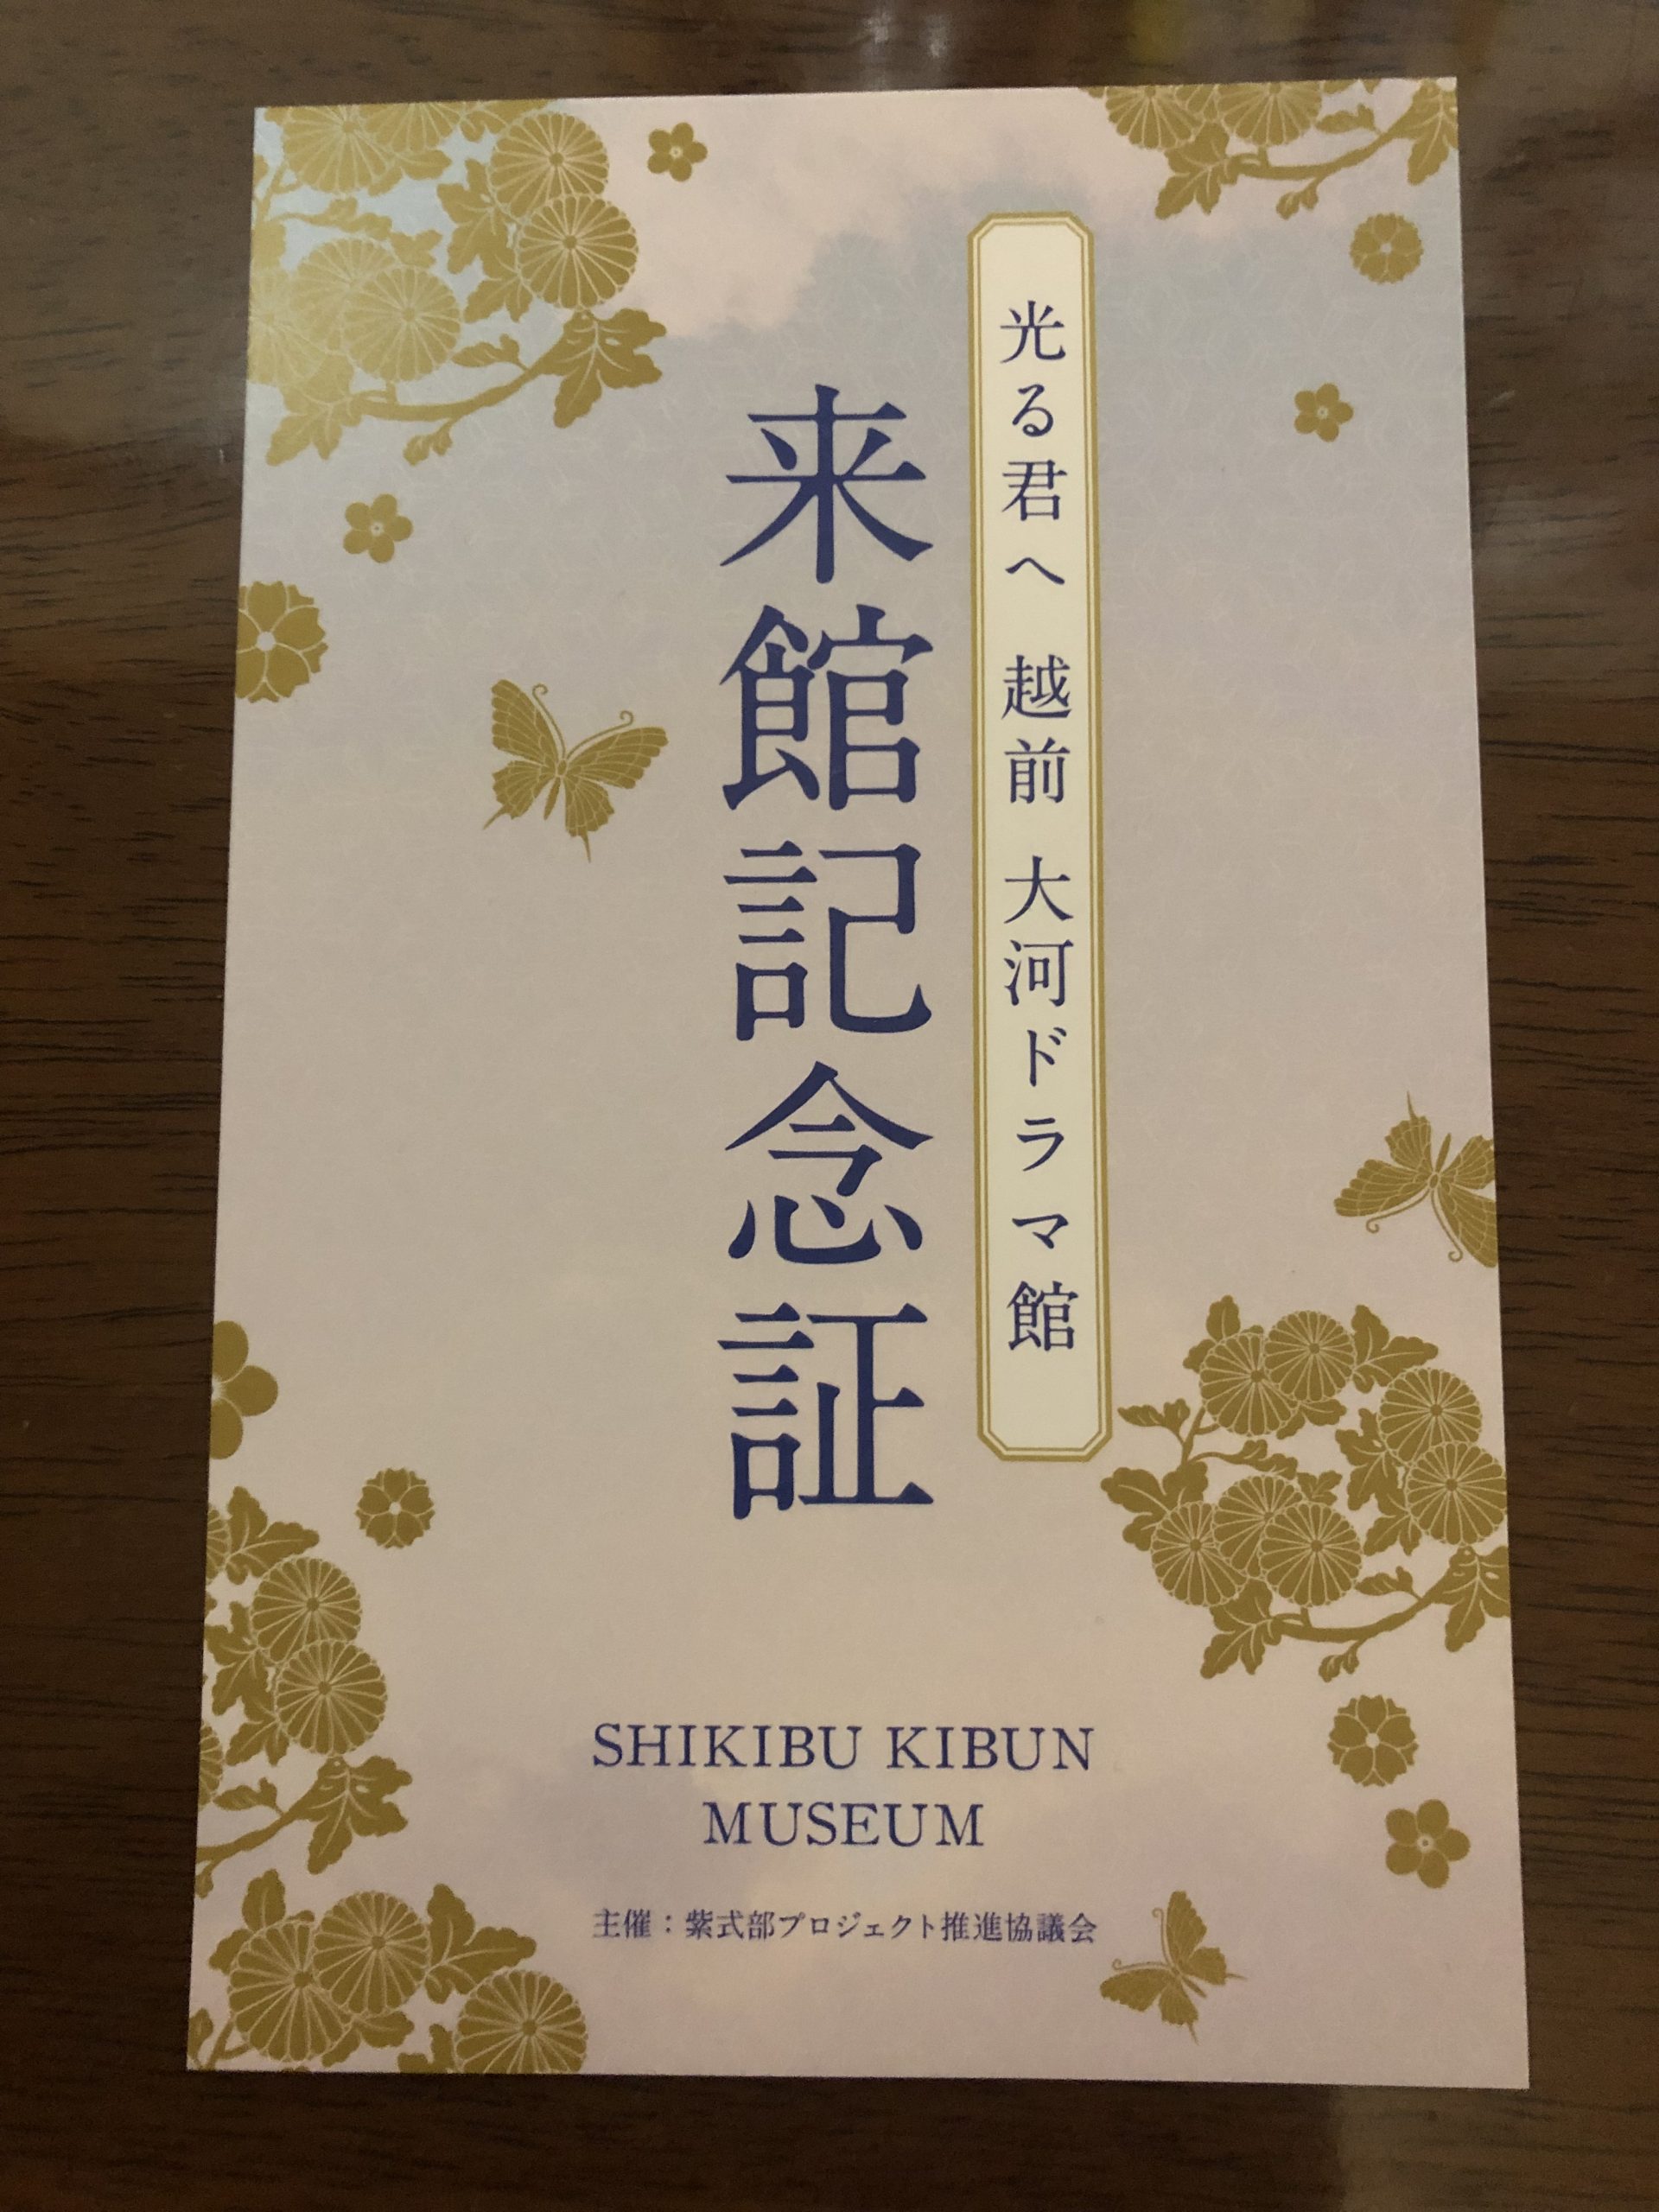 光る君へ 越前 大河ドラマ館
来館記念証
SHIKIBU KIBUN
MUSEUM
主催：紫式部プロジェクト推進協議会